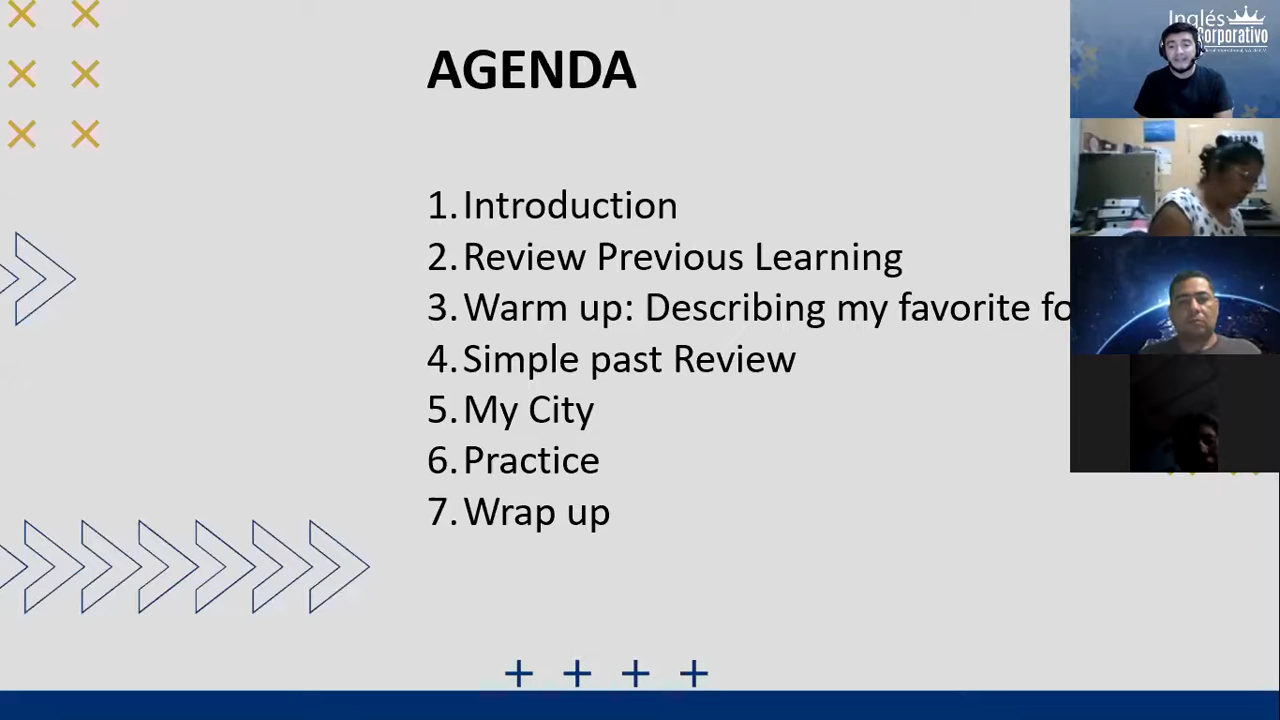 AGENDA
1. Introduction
2. Review Previous Learning
3. Warm up: Describing my favorite fo
4. Simple past Review
5. My City
6. Practice
7. Wrap up
Inglés
Corporativo